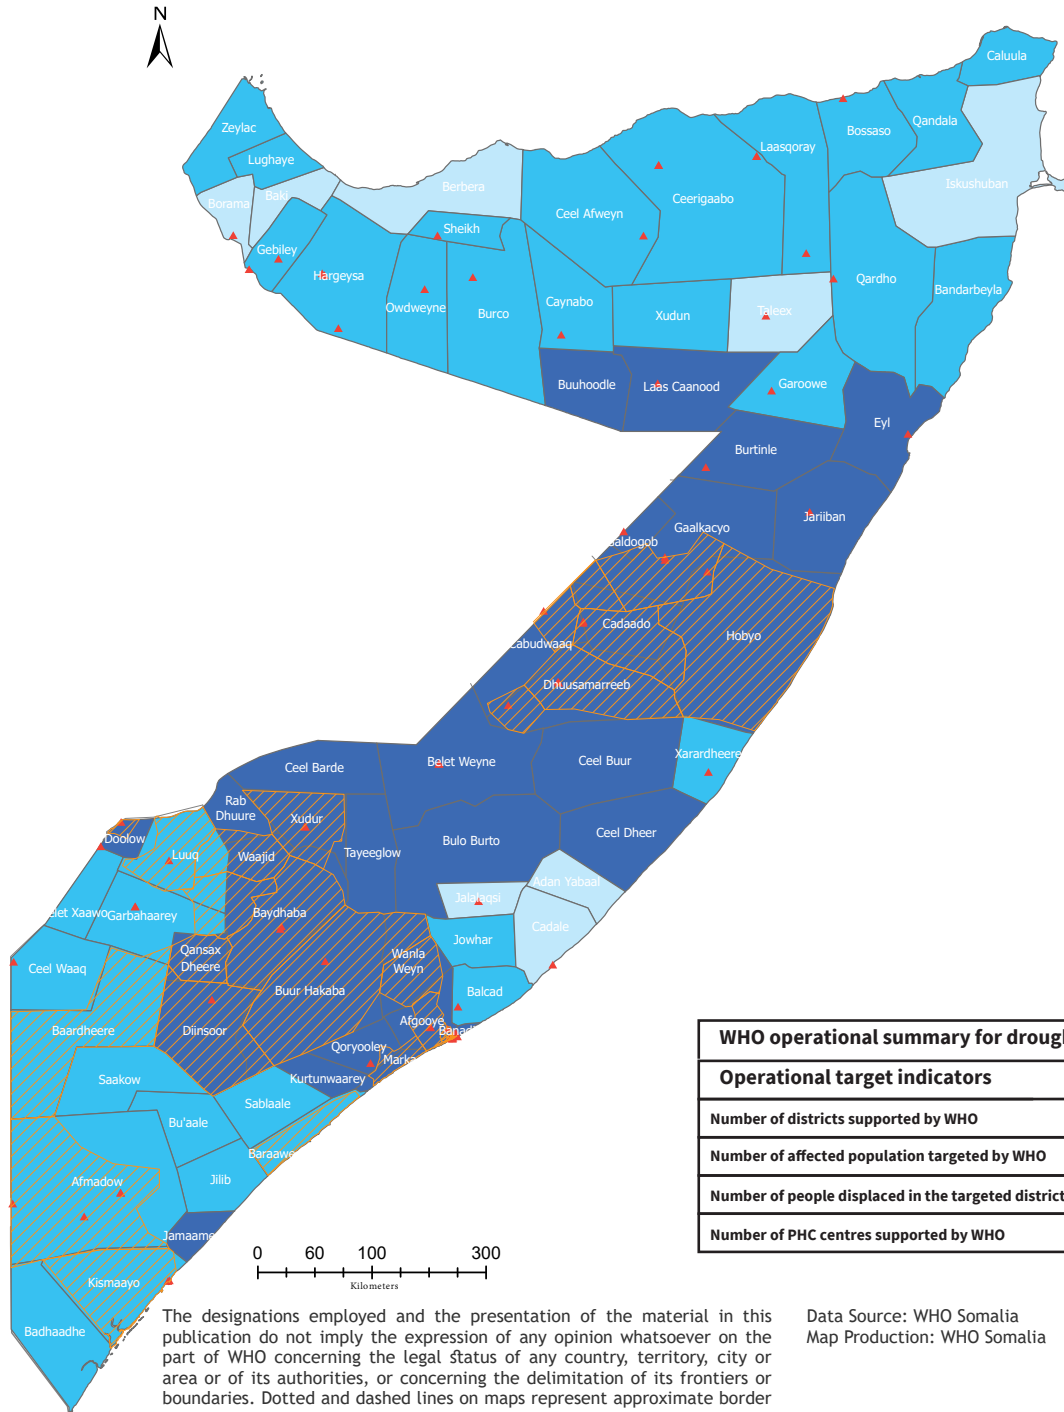 N
Caluula
Zeylac
Qandala
Bossaso
Lughaye
Laasqoray
Iskushuban
Berbera
Baki
Borama
Ceerigaabo
Ceel Afweyn
Sheikh
Gebiley
Hargeysa
Qardho
Bandarbeyla
Owdweyne
Burco
Caynabo
Xudun
Taleex
Buuhoodle
Laas Caanood
Garoowe
Eyl
Burtinle
Gaalkacyo
Jariiban
aldogob
Cadaado
Hobyo
Cabudwaaq
Dhuusamarreeb
Xarardheere
Ceel Barde
Belet Weyne
Ceel Buur
Rab
Dhuure
Xudur
Ceel Dheer
Doolow
Bulo Burto
Luuq
Waajid
Tayeeglow
Adan Yabaal
Jalalaqsi
elet Xaawo
Garbahaarey
Baydhaba
Cadale
Jowhar
Qansax
Dheere
Wanla
Weyn
Ceel Waaq
Buur Hakaba
Balcad
Baardheere
Diinsoor
Afgooye
Banadi
Qoryooley
Marka
Saakow
Kurtunwaarey
Sablaale
Bu'aale
Baraawe
Jilib
Afmadow
Jamaame
Kismaayo
Badhaadhe
WHO operational summary for drough
Operational target indicators
Number of districts supported by WHO
Number of affected population targeted by WHO
Number of people displaced in the targeted district
Number of PHC centres supported by WHO
0 60 100 300
Kilometers
The designations employed and the presentation of the material in this
publication do not imply the expression of any opinion whatsoever on the
part of WHO concerning the legal status of any country, territory, city or
area or of its authorities, or concerning the delimitation of its frontiers or
boundaries. Dotted and dashed lines on maps represent approximate border
Data Source: WHO Somalia
Map Production: WHO Somalia